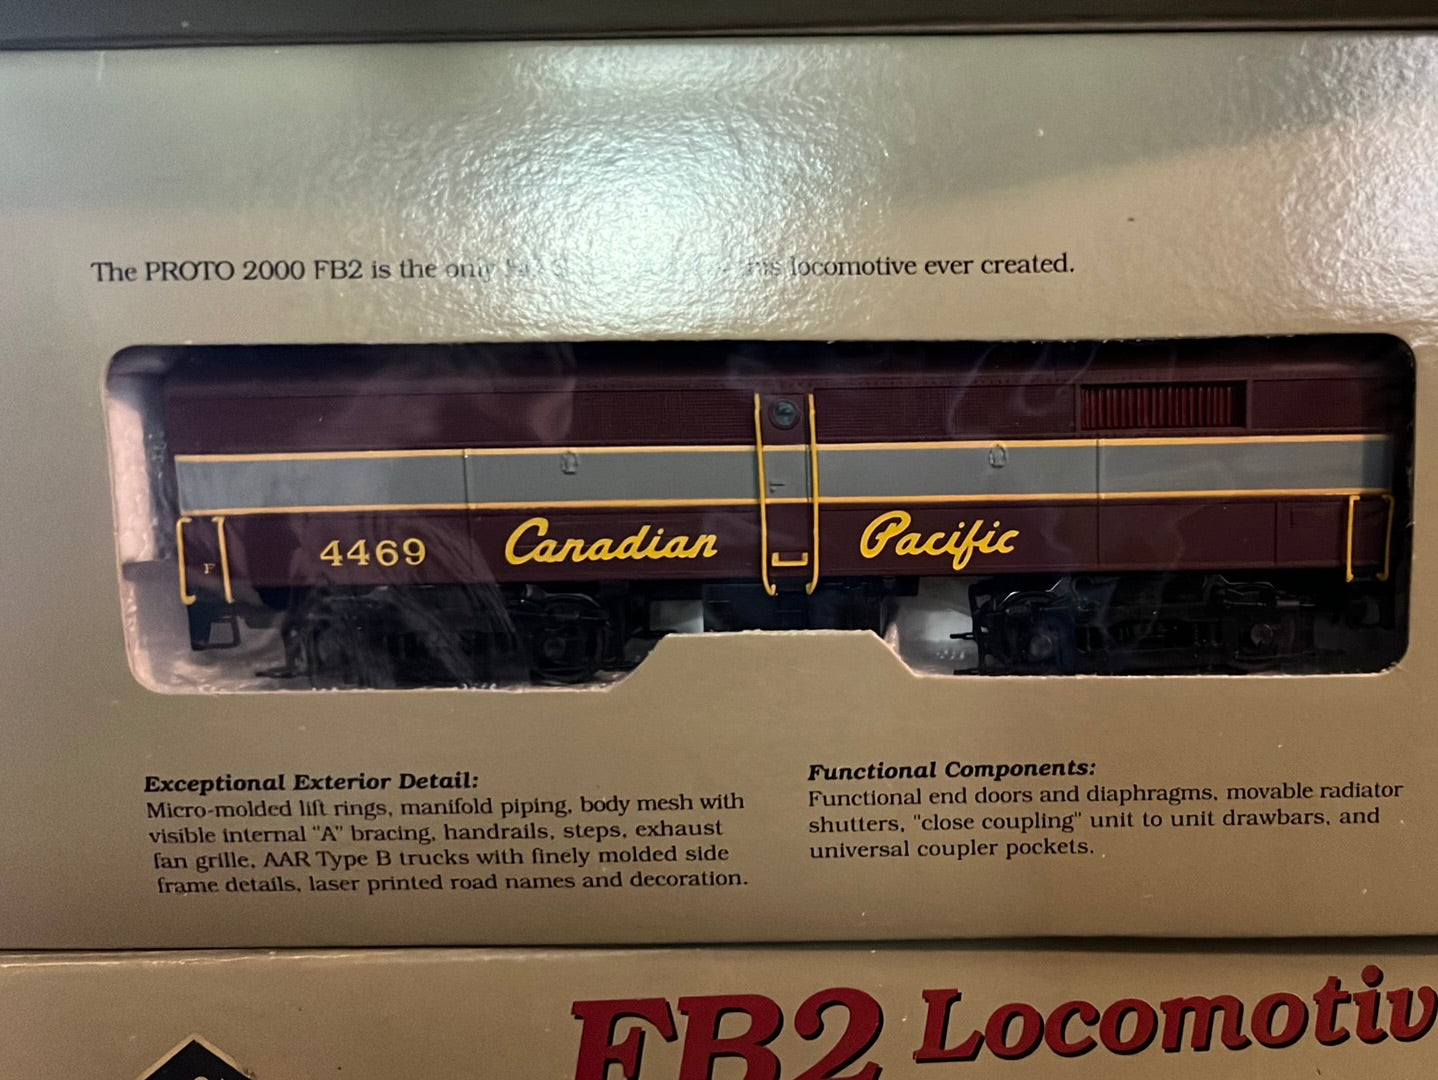 The PROTO 2000 FB2 is the only locomotive ever created.
F
4469 Canadian Pacific
Exceptional Exterior Detail:
Micro-molded lift rings, manifold piping, body mesh with
visible internal "A" bracing, handrails, steps, exhaust
fan grille, AAR Type B trucks with finely molded side
frame details, laser printed road names and decoration.
Functional Components:
Functional end doors and diaphragms, movable radiator
shutters, "close coupling" unit to unit drawbars, and
universal coupler pockets.
FB2 Locomotiv